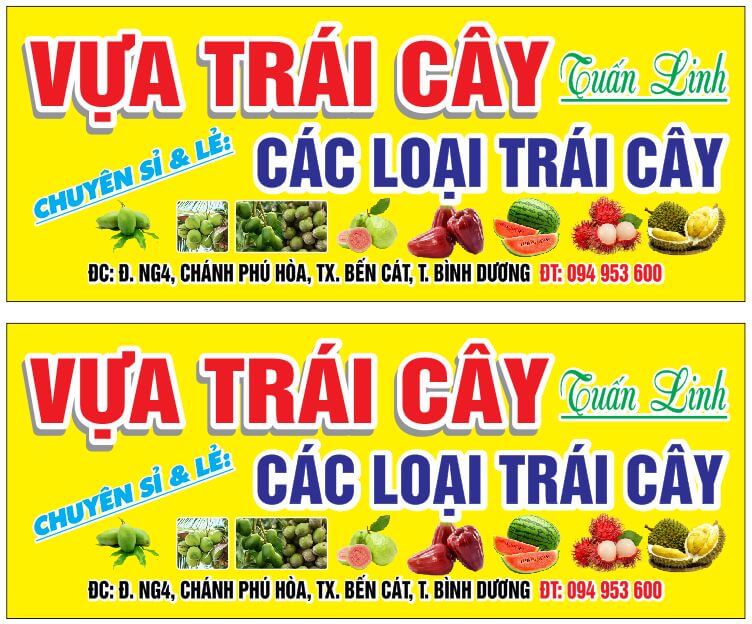 VỰA TRÁI CÂY Tuấn Linh
CHUYÊN SỈ & LẺ: CÁC LOẠI TRÁI CÂY
ĐC: Đ. NG4, CHÁNH PHÚ HÒA, TX. BẾN CÁT, T. BÌNH DƯƠNG ĐT: 094 953 600
VỰA TRÁI CÂY Tuấn Linh
CHUYÊN SỈ & LẺ: CÁC LOẠI TRÁI CÂY
ĐC: Đ. NG4, CHÁNH PHÚ HÒA, TX. BẾN CÁT, T. BÌNH DƯƠNG ĐT: 094 953 600